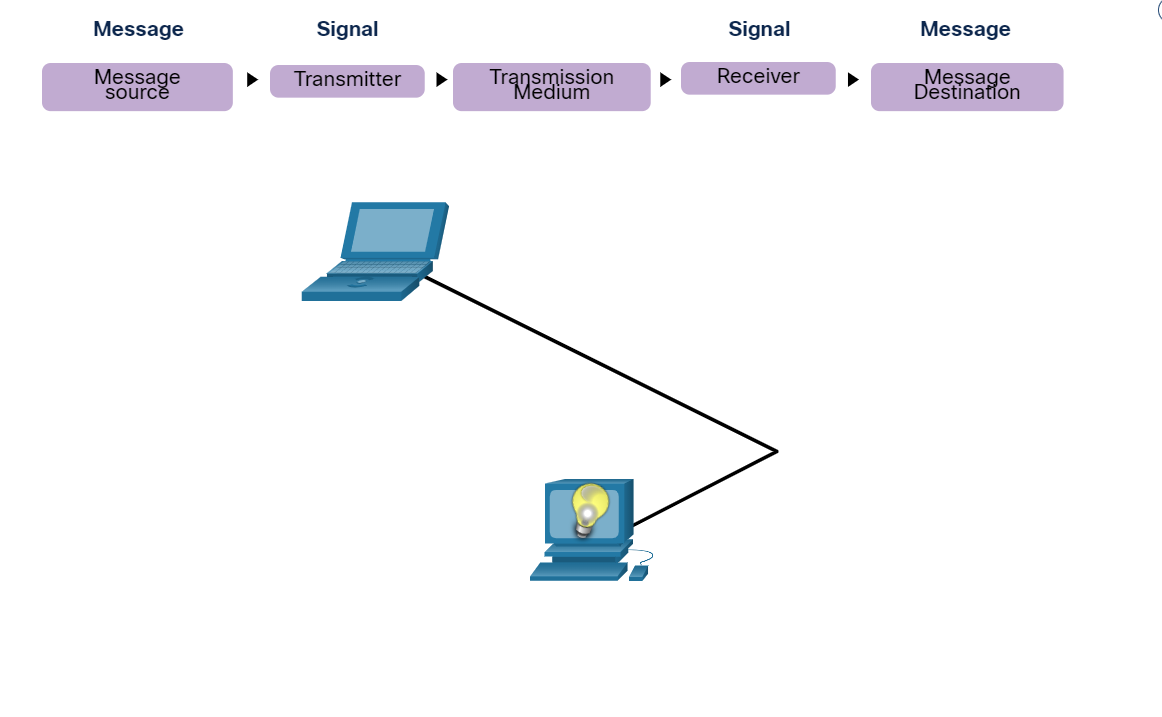 Message
Signal
Signal
Message
Message
source
Transmitter
Transmission
Medium
Receiver
Message
Destination